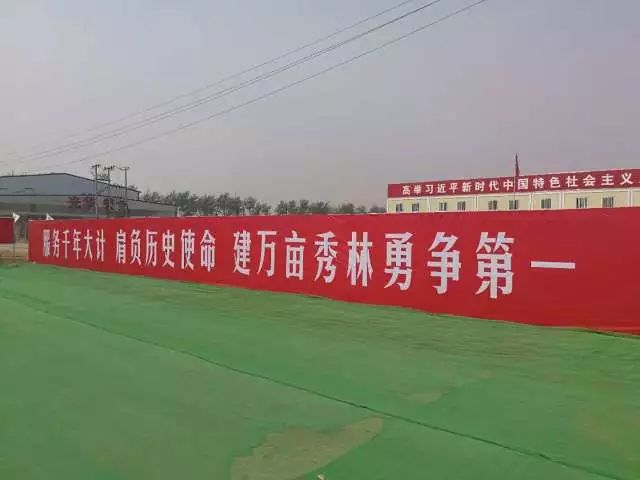 高举习近平新时代中国特色社会主义
服务千年大计 肩负历史使命 建万亩秀林勇争第一